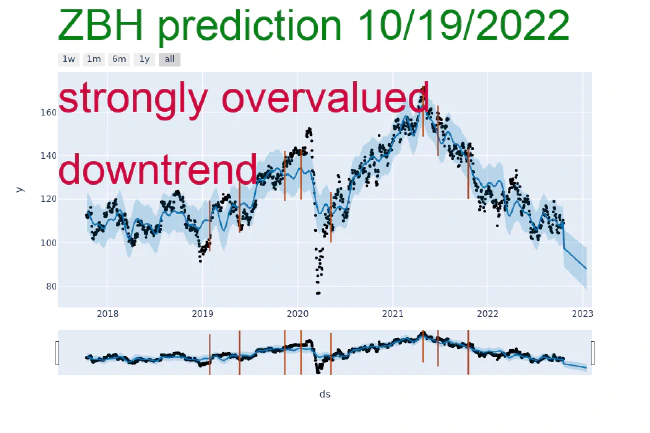 ZBH prediction 10/19/2022
1w 1m 6m 1y all
strongly overvalued
downtrend
160
140
120
100
80
y
2018 2019 2020 2021 2022 2023
ds